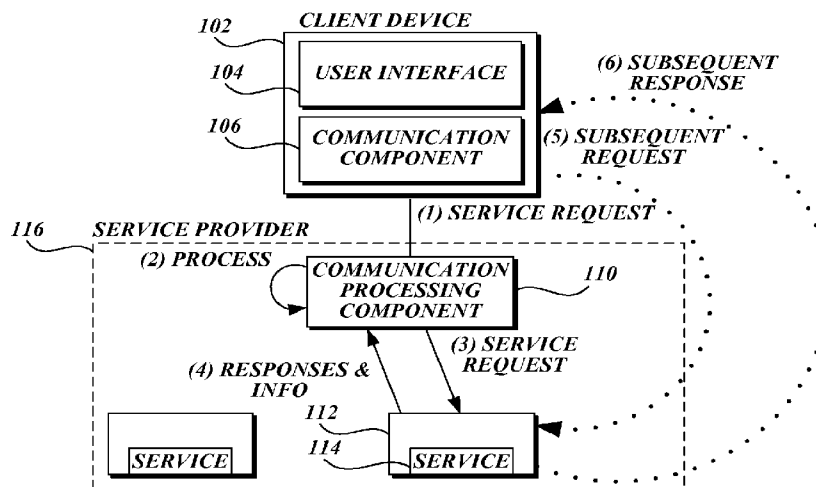 CLIENT DEVICE
102
USER INTERFACE
104
(6) SUBSEQUENT
RESPONSE
106
COMMUNICATION
COMPONENT
(5) SUBSEQUENT
REQUEST
(1) SERVICE REQUEST
116
SERVICE PROVIDER
(2) PROCESS
COMMUNICATION
PROCESSING
COMPONENT
110
(3) SERVICE
REQUEST
(4) RESPONSES &
INFO
112
114
SERVICE
SERVICE